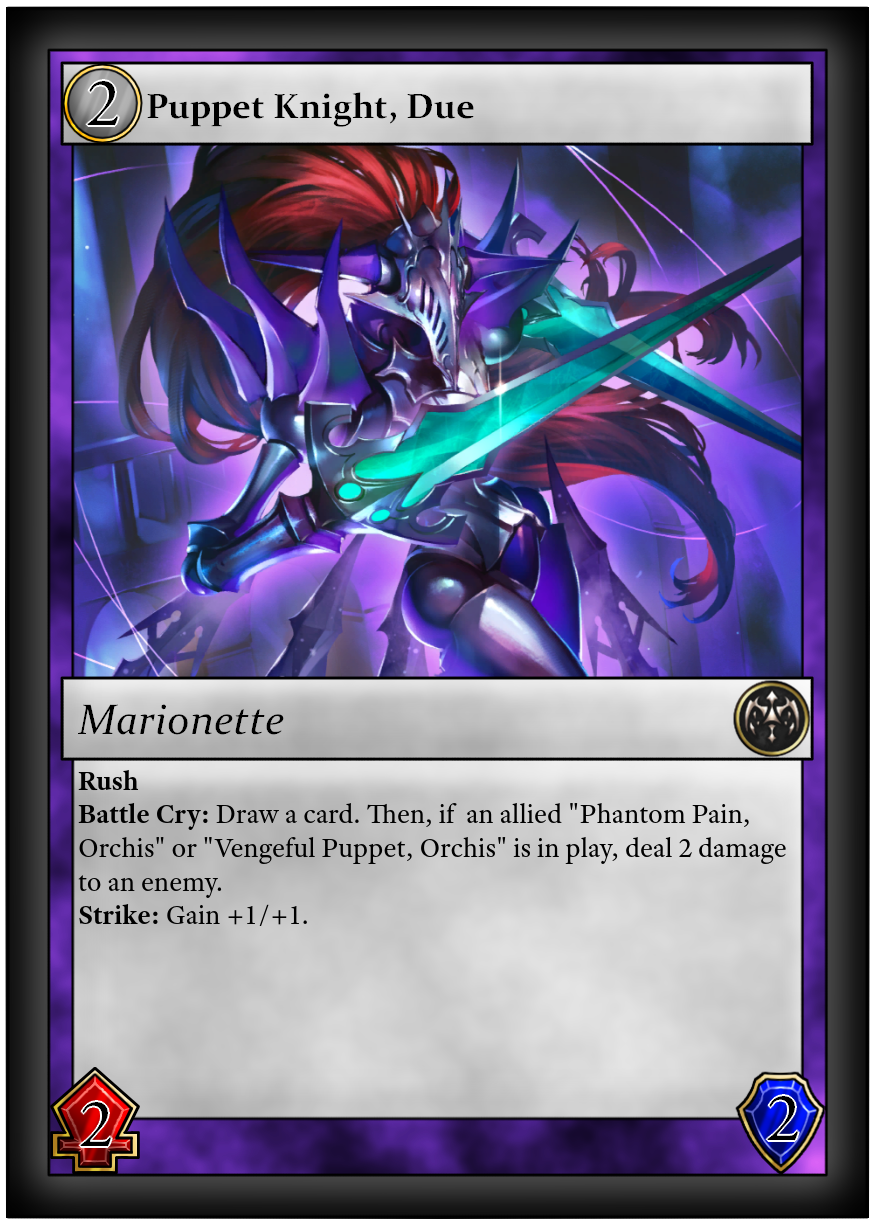 2 Puppet Knight, Due
Marionette
Rush
Battle Cry: Draw a card. Then, if an allied "Phantom Pain,
Orchis" or "Vengeful Puppet, Orchis" is in play, deal 2 damage
to an enemy.
Strike: Gain +1/+1.
2 2